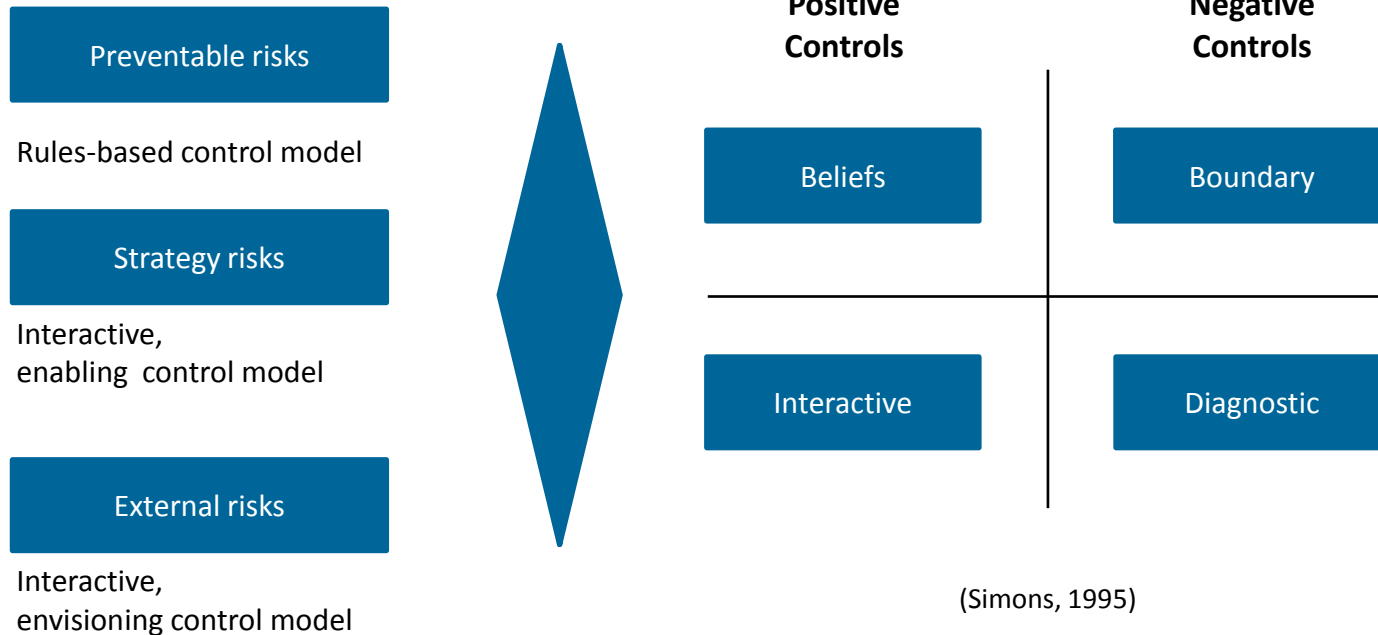 Preventable risks
Rules-based control model
Strategy risks
Interactive,
enabling  control model
External risks
Interactive,
envisioning control model
Positive
Controls
Negative
Controls
Beliefs
Boundary
Interactive
Diagnostic
(Simons, 1995)